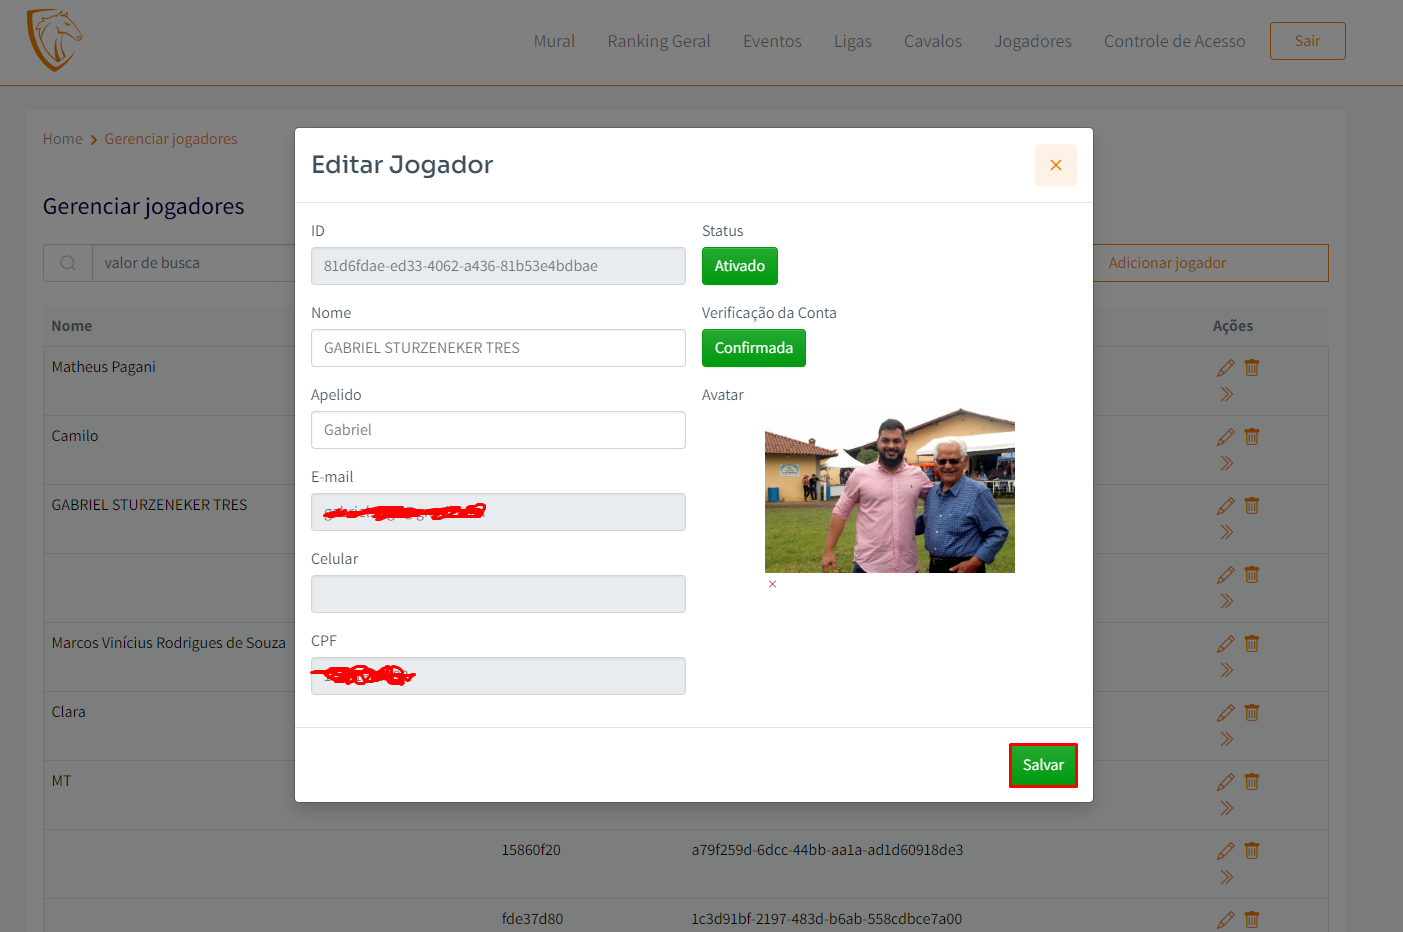 Mural Ranking Geral Eventos Ligas Cavalos Jogadores Controle de Acesso Sair
Home Gerenciar jogadores
Gerenciar jogadores
valor de busca
Adicionar jogador
Nome Ações
Matheus Pagani
Camilo
GABRIEL STURZENEKER TRES
Marcos Vinícius Rodrigues de Souza
Clara
MT
15860f20 a79f259d-6dcc-44bb-aa1a-ad1d60918de3
fde37d80 1c3d91bf-2197-483d-b6ab-558cdbce7a00
Editar Jogador
ID
81d6fdae-ed33-4062-a436-81b53e4bdbae
Nome
GABRIEL STURZENEKER TRES
Apelido
Gabriel
E-mail
Celular
CPF
Status
Ativado
Verificação da Conta
Confirmada
Avatar
Salvar